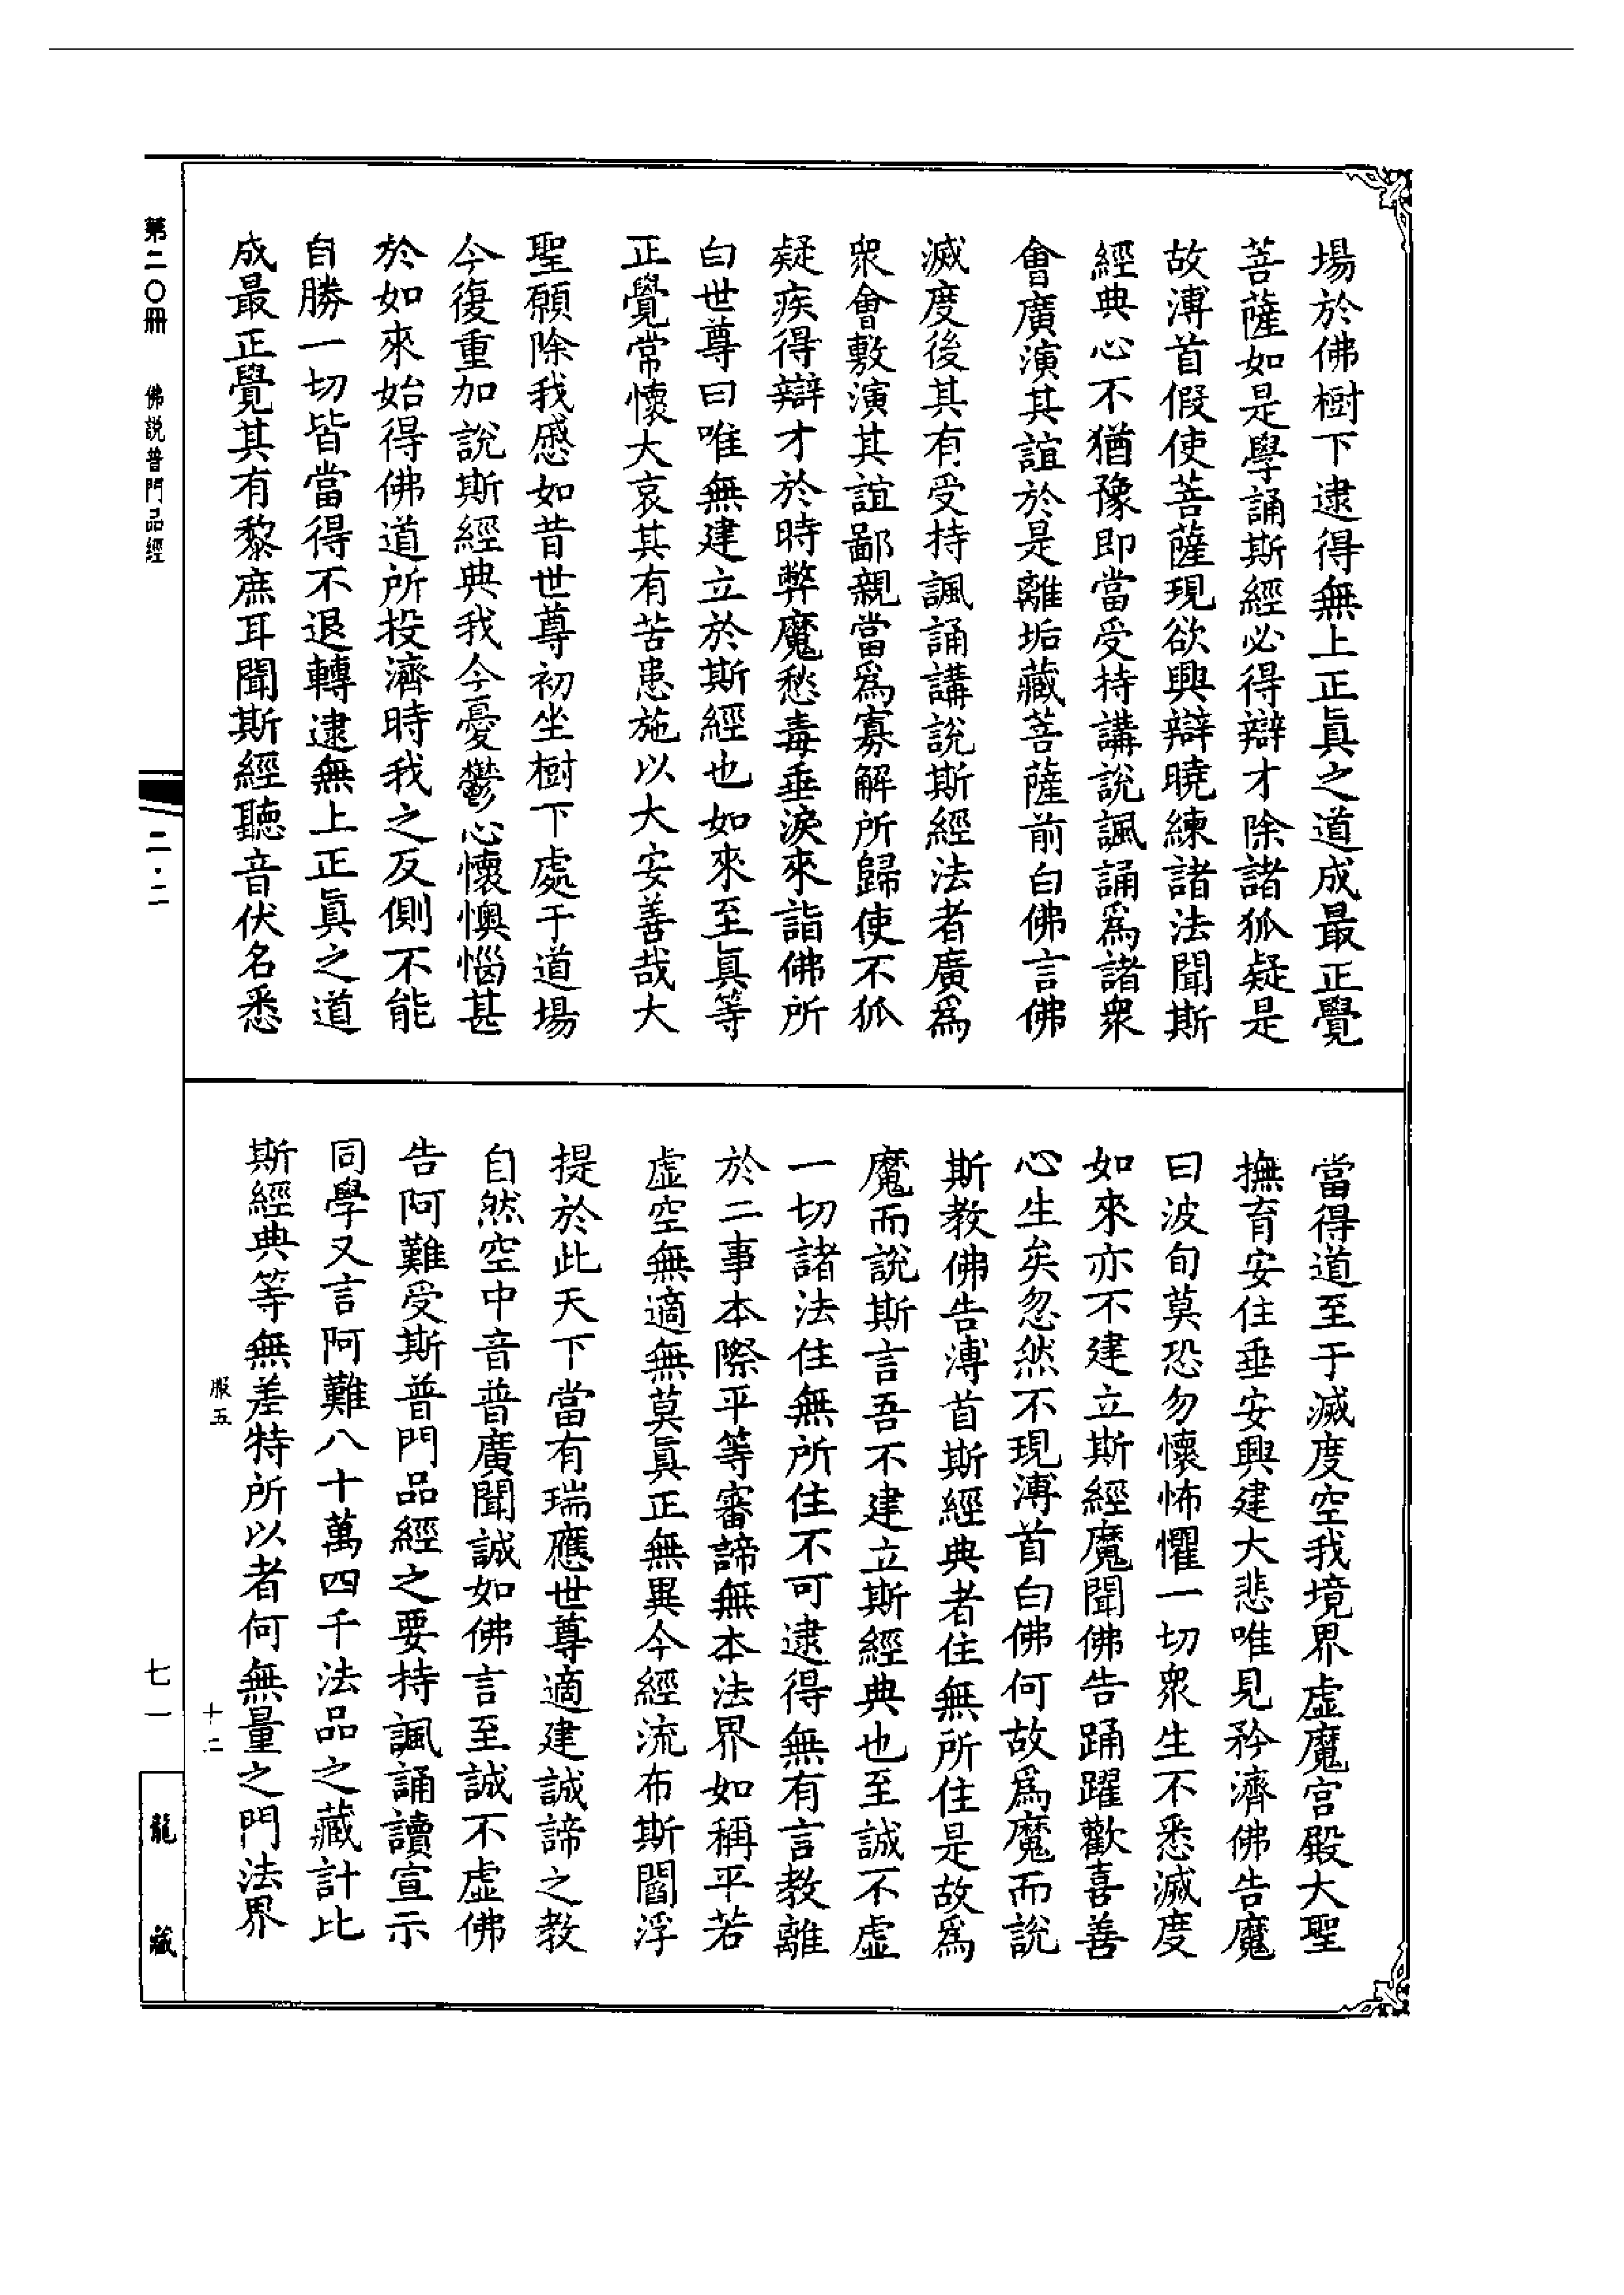 場於佛樹下逮得無上正眞之道成最正覺
菩薩如是學誦斯經必得辯才除諸狐疑是
故溥首假使菩薩現欲興辯曉練諸法聞斯
經典心不猶豫即當受持講說諷誦爲諸衆
會廣演其誼於是離垢藏菩薩前白佛言佛
滅度後其有受持諷誦講說斯經法者廣爲
衆會敷演其誼鄙親當爲寡解所歸使不狐
疑疾得辯才於時弊魔愁毒垂淚來詣佛所
白世尊曰唯無建立於斯經也如來至眞等
正覺常懷大哀其有苦患施以大安善哉大
聖願除我慼如昔世尊初坐樹下處于道場
今復重加說斯經典我今憂鬱心懷懊惱甚
於如來始得佛道所投濟時我之反側不能
自勝一切皆當得不退轉逮無上正眞之道
成最正覺其有黎庶耳聞斯經聽音伏名悉
當得道至于滅度空我境界虛魔宮殿大聖
撫育安住垂安興建大悲唯見矜濟佛告魔
曰波旬莫恐勿懷怖懼一切衆生不悉滅度
如來亦不建立斯經魔聞佛告踊躍歡喜善
心生矣忽然不現溥首白佛何故爲魔而說
斯教佛告溥首斯經典者住無所住是故爲
魔而說斯言吾不建立斯經典也至誠不虛
一切諸法住無所住不可逮得無有言教離
於二事本際平等審諦無本法界如稱平若
虛空無適無莫眞正無異今經流布斯閻浮
提於此天下當有瑞應世尊適建誠諦之教
自然空中音普廣聞誠如佛言至誠不虛佛
告阿難受斯普門品經之要持諷誦讀宣示
同學又言阿難八十萬四千法品之藏計比
斯經典等無差特所以者何無量之門法界
服五
十二
第二〇冊 佛説普門品經
二·二
七一
龍藏